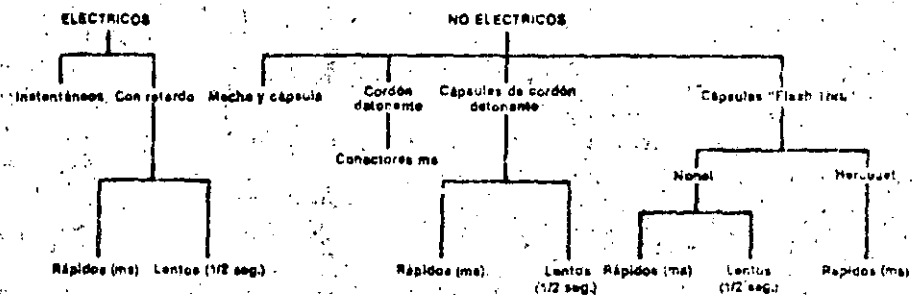 ELECTRICOS
NO ELECTRICOS
Instantáneos
Con retardo
Mecha y cápsula
Cordón
detonante
Cápsulas de cordón
detonante
Cápsulas "Flash
Conectores ms
Nonel
Rápidos (ms)
Lentos (1/2 seg.)
Rápidos (ms)
Lentos
(1/2 seg.)
Rápidos (ms)
Lentos
(1/2 seg.)
Rápidos (ms)